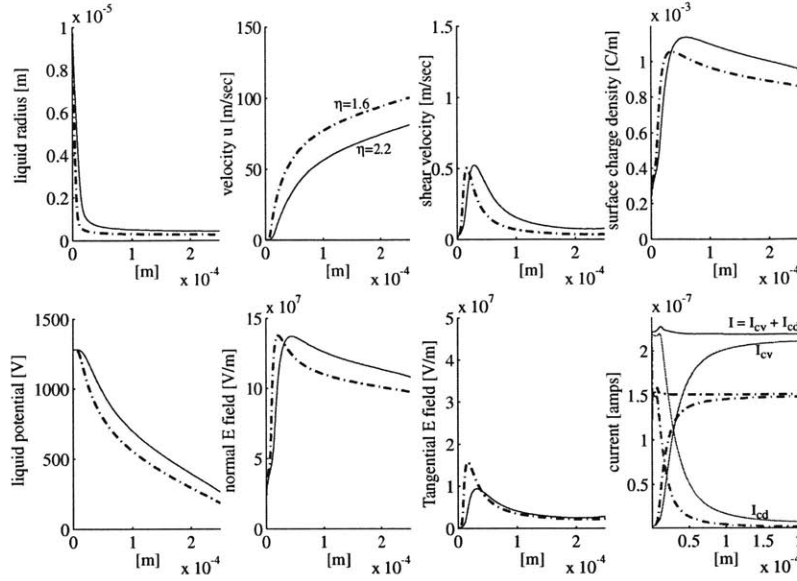 x 10⁻⁵
1
0.8
0.6
0.4
0.2
0
0 1 2
[m]
x 10⁻⁴
liquid radius [m]
150
100
50
0
0 1 2
[m]
x 10⁻⁴
velocity u [m/sec]
η=1.6
η=2.2
2
1.5
1
0.5
0
0 1 2
[m]
x 10⁻⁴
shear velocity [m/sec]
x 10⁻³
1
0.8
0.6
0.4
0.2
0
0 1 2
[m]
x 10⁻⁴
surface charge density [C/m]
1500
1000
500
0
0 1 2
[m]
x 10⁻⁴
liquid potential [V]
x 10⁷
15
10
5
0
0 1 2
[m]
x 10⁻⁴
normal E field [V/m]
x 10⁷
5
4
3
2
1
0
0 1 2
[m]
x 10⁻⁴
Tangential E field [V/m]
x 10⁻⁷
2
1.5
1
0.5
0.5 1 1.5
[m]
x 10⁻⁴
current [amps]
I = I_cv + I_cd
I_cv
I_cd